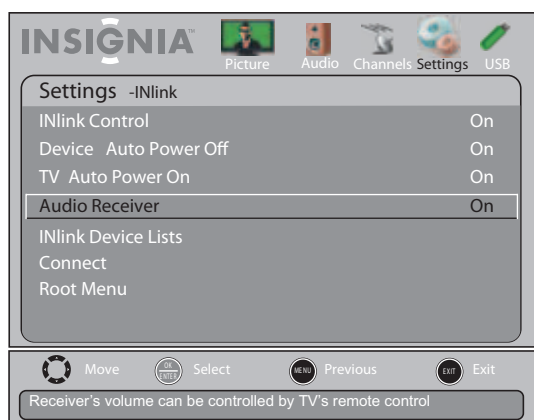 INSIGNIA™
Picture Audio Channels Settings USB
Settings -INlink
INlink Control On
Device Auto Power Off On
TV Auto Power On On
Audio Receiver On
INlink Device Lists
Connect
Root Menu
Move OK ENTER Select MENU Previous EXIT Exit
Receiver's volume can be controlled by TV's remote control